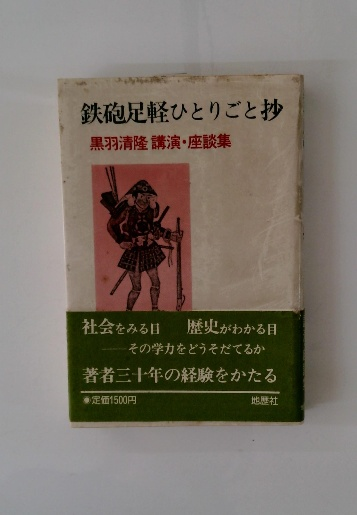 鉄砲足軽ひとりごと抄
黒羽清隆 講演・座談集
社会をみる目　歴史がわかる目
——その学力をどうそだてるか
著者三十年の経験をかたる
●定価1500円　地歴社